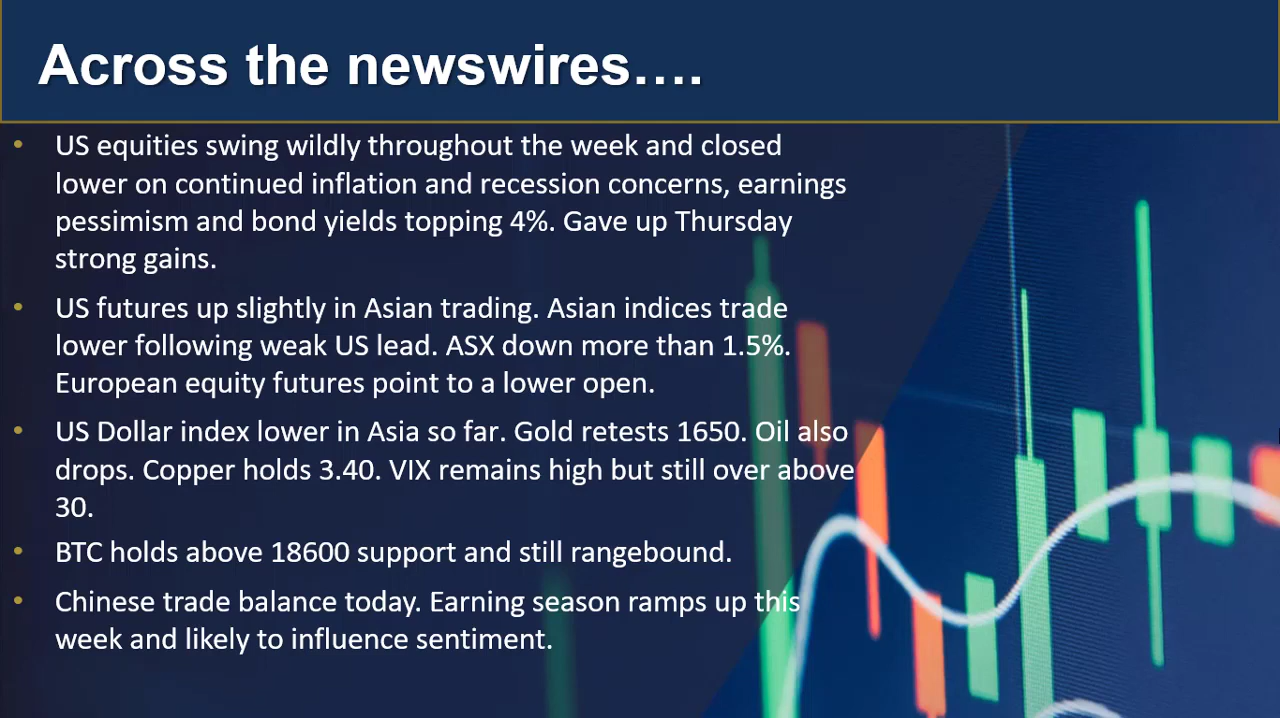 Across the newswires….
• US equities swing wildly throughout the week and closed
lower on continued inflation and recession concerns, earnings
pessimism and bond yields topping 4%. Gave up Thursday
strong gains.
• US futures up slightly in Asian trading. Asian indices trade
lower following weak US lead. ASX down more than 1.5%.
European equity futures point to a lower open.
• US Dollar index lower in Asia so far. Gold retests 1650. Oil also
drops. Copper holds 3.40. VIX remains high but still over above
30.
• BTC holds above 18600 support and still rangebound.
• Chinese trade balance today. Earning season ramps up this
week and likely to influence sentiment.